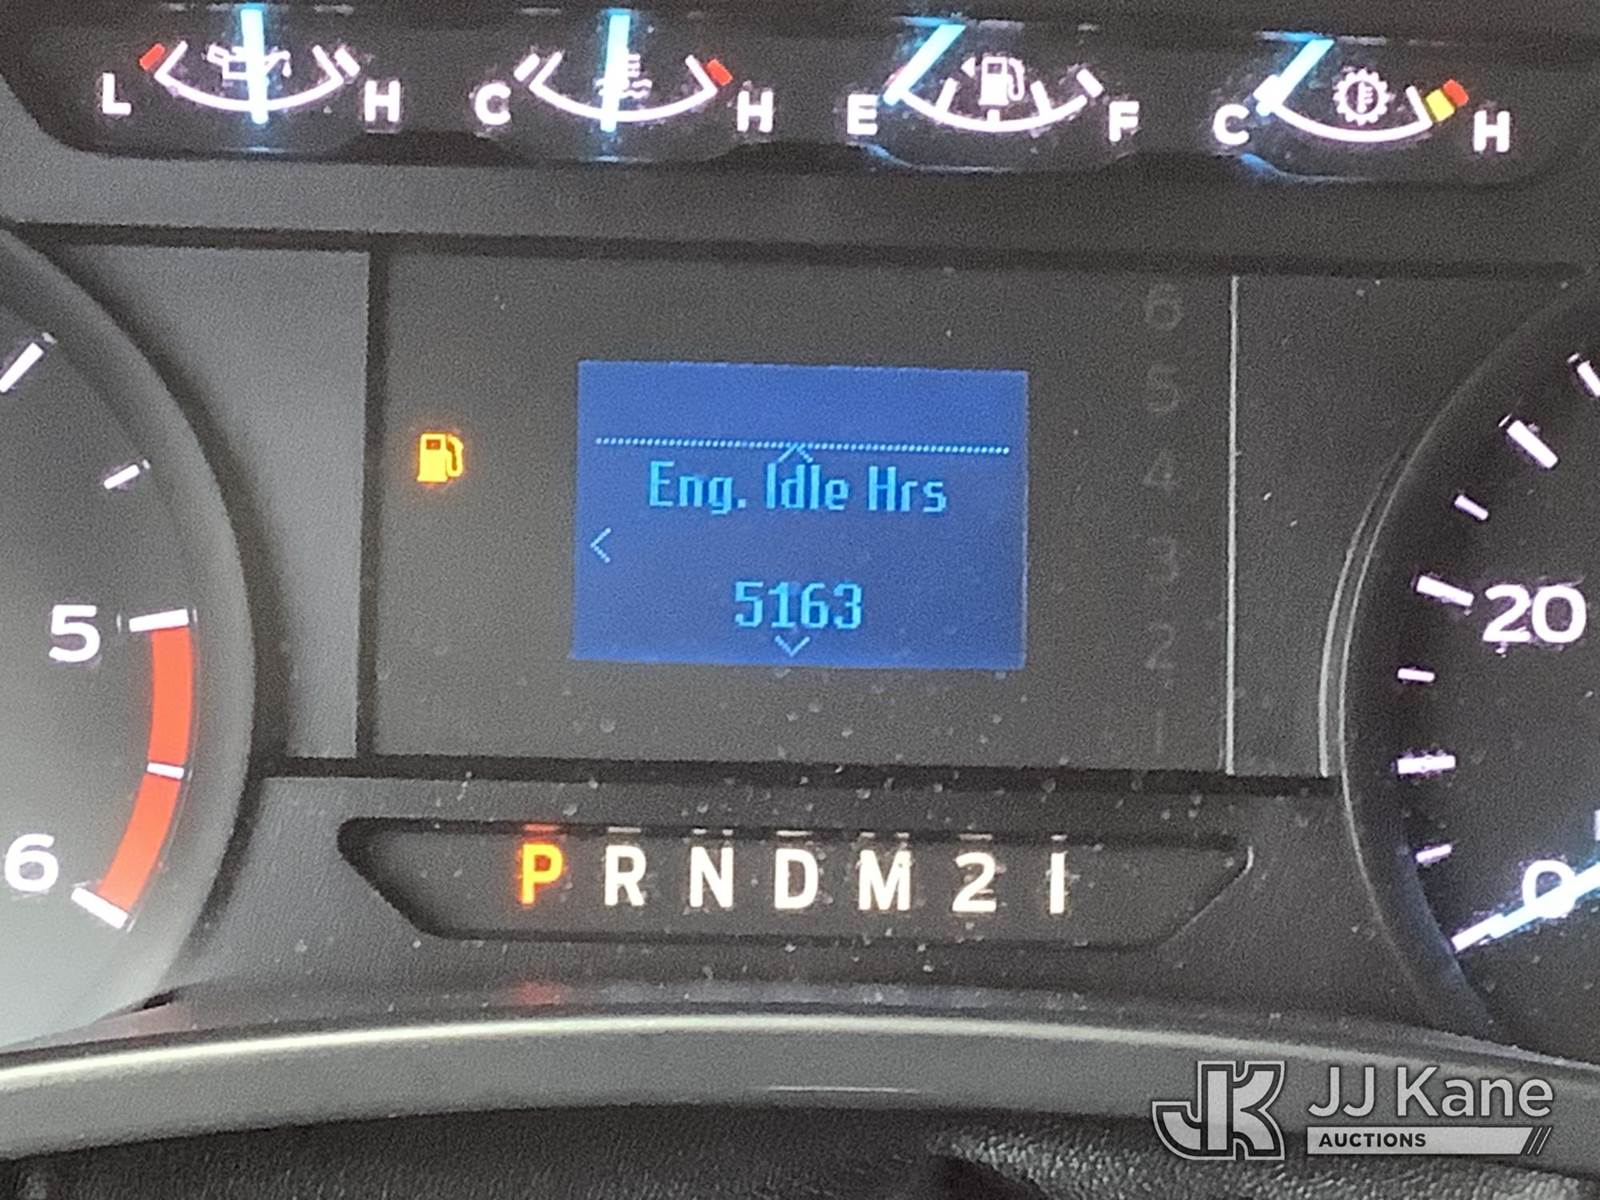 L H C H E F C H
6
5
4
3
2
1
Eng. Idle Hrs
5163
5
6
20
0
P R N D M 2 1
JK JJ Kane
AUCTIONS